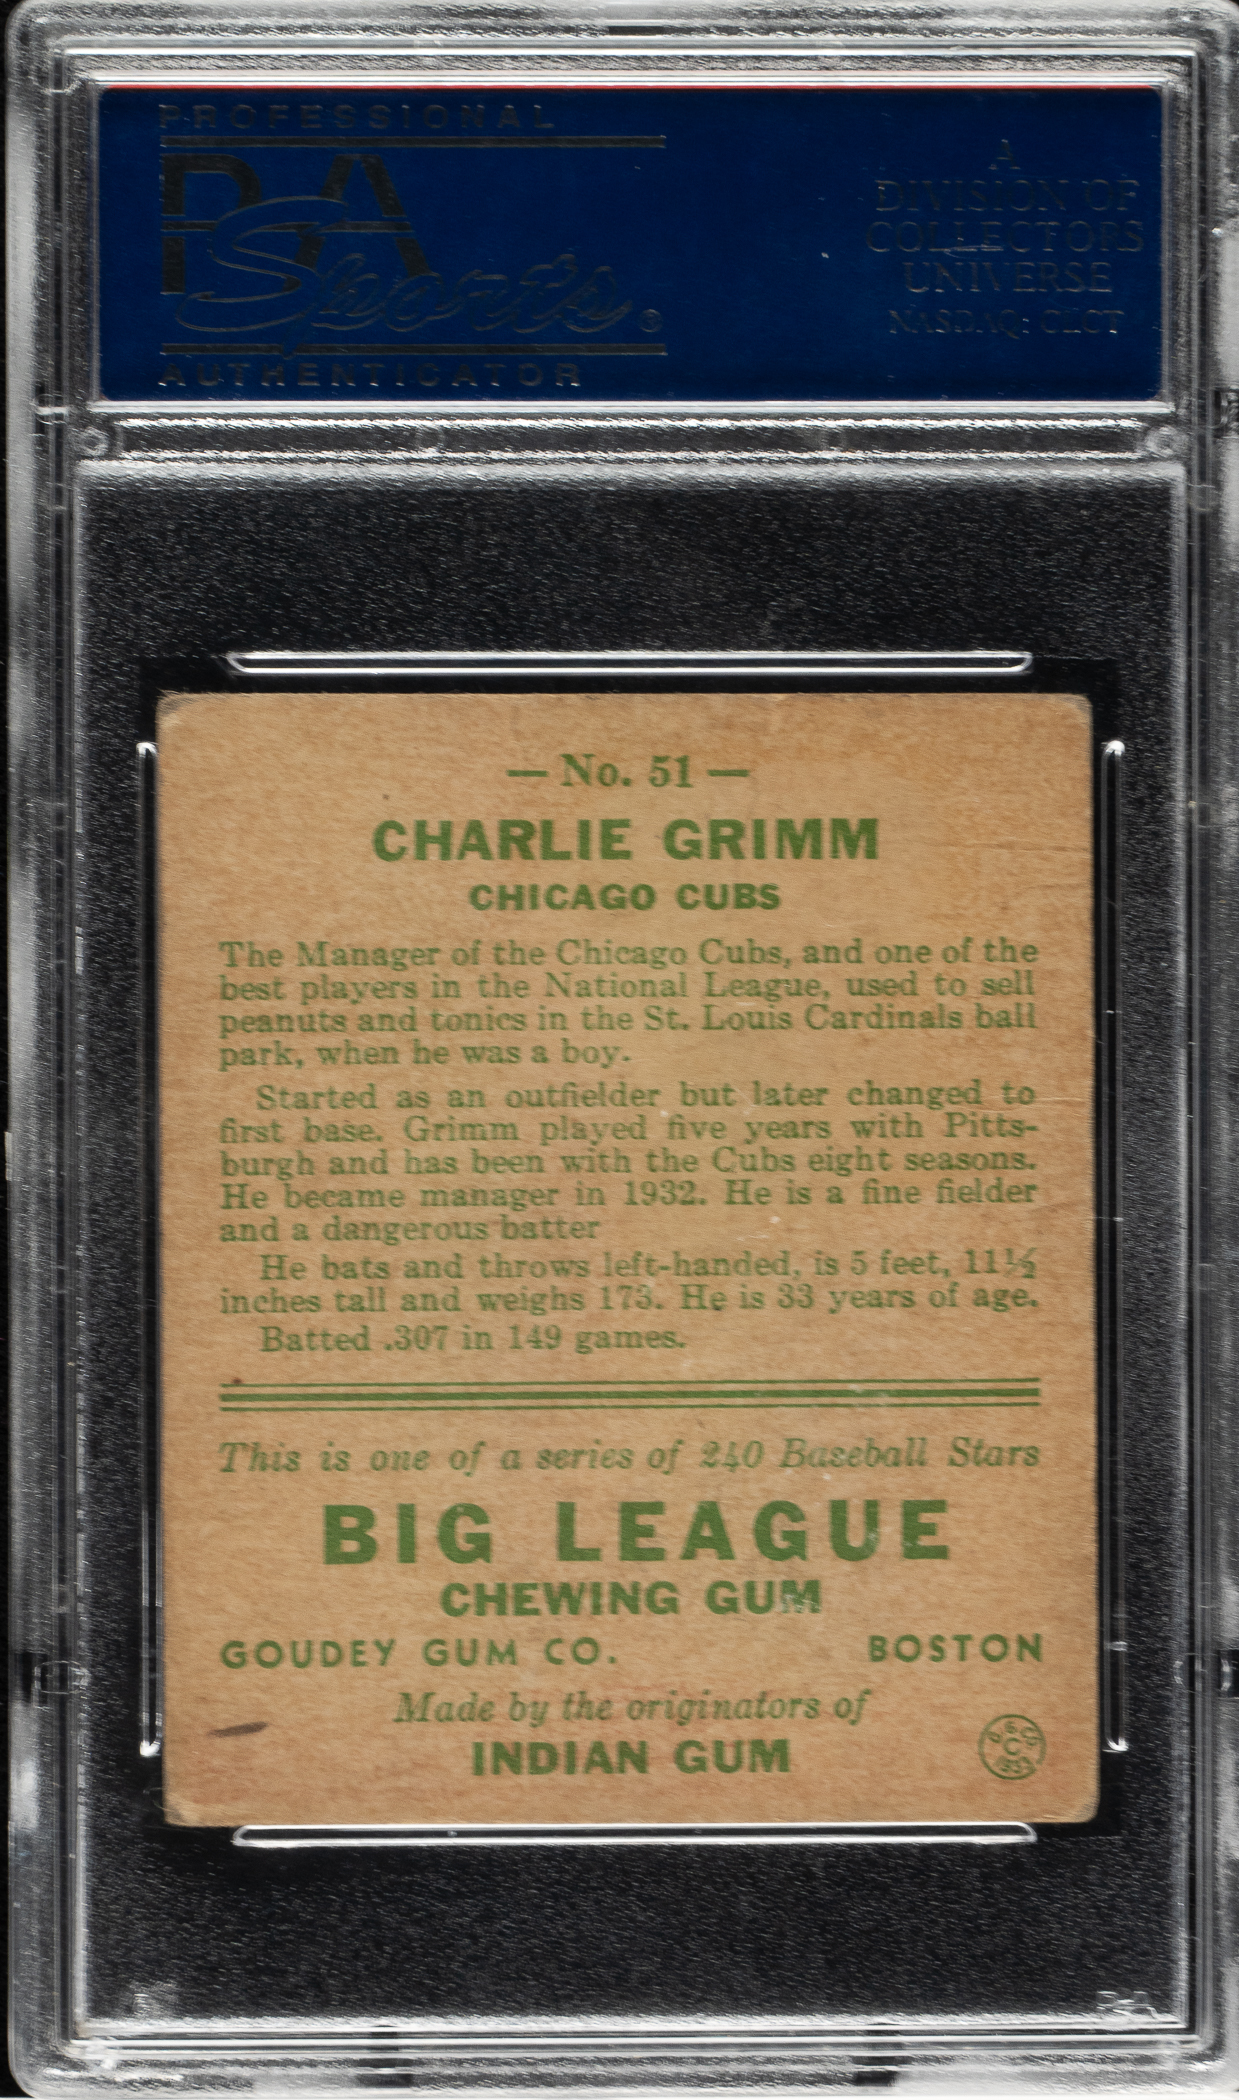 PROFESSIONAL
PSA
Sports ®
AUTHENTICATOR
A
DIVISION OF
COLLECTORS
UNIVERSE
NASDAQ: CLCT
— No. 51 —
CHARLIE GRIMM
CHICAGO CUBS
The Manager of the Chicago Cubs, and one of the
best players in the National League, used to sell
peanuts and tonics in the St. Louis Cardinals ball
park, when he was a boy.
Started as an outfielder but later changed to
first base. Grimm played five years with Pitts-
burgh and has been with the Cubs eight seasons.
He became manager in 1932. He is a fine fielder
and a dangerous batter
He bats and throws left-handed, is 5 feet, 11½
inches tall and weighs 173. He is 33 years of age.
Batted .307 in 149 games.
This is one of a series of 240 Baseball Stars
BIG LEAGUE
CHEWING GUM
GOUDEY GUM CO. BOSTON
Made by the originators of
INDIAN GUM
PSA